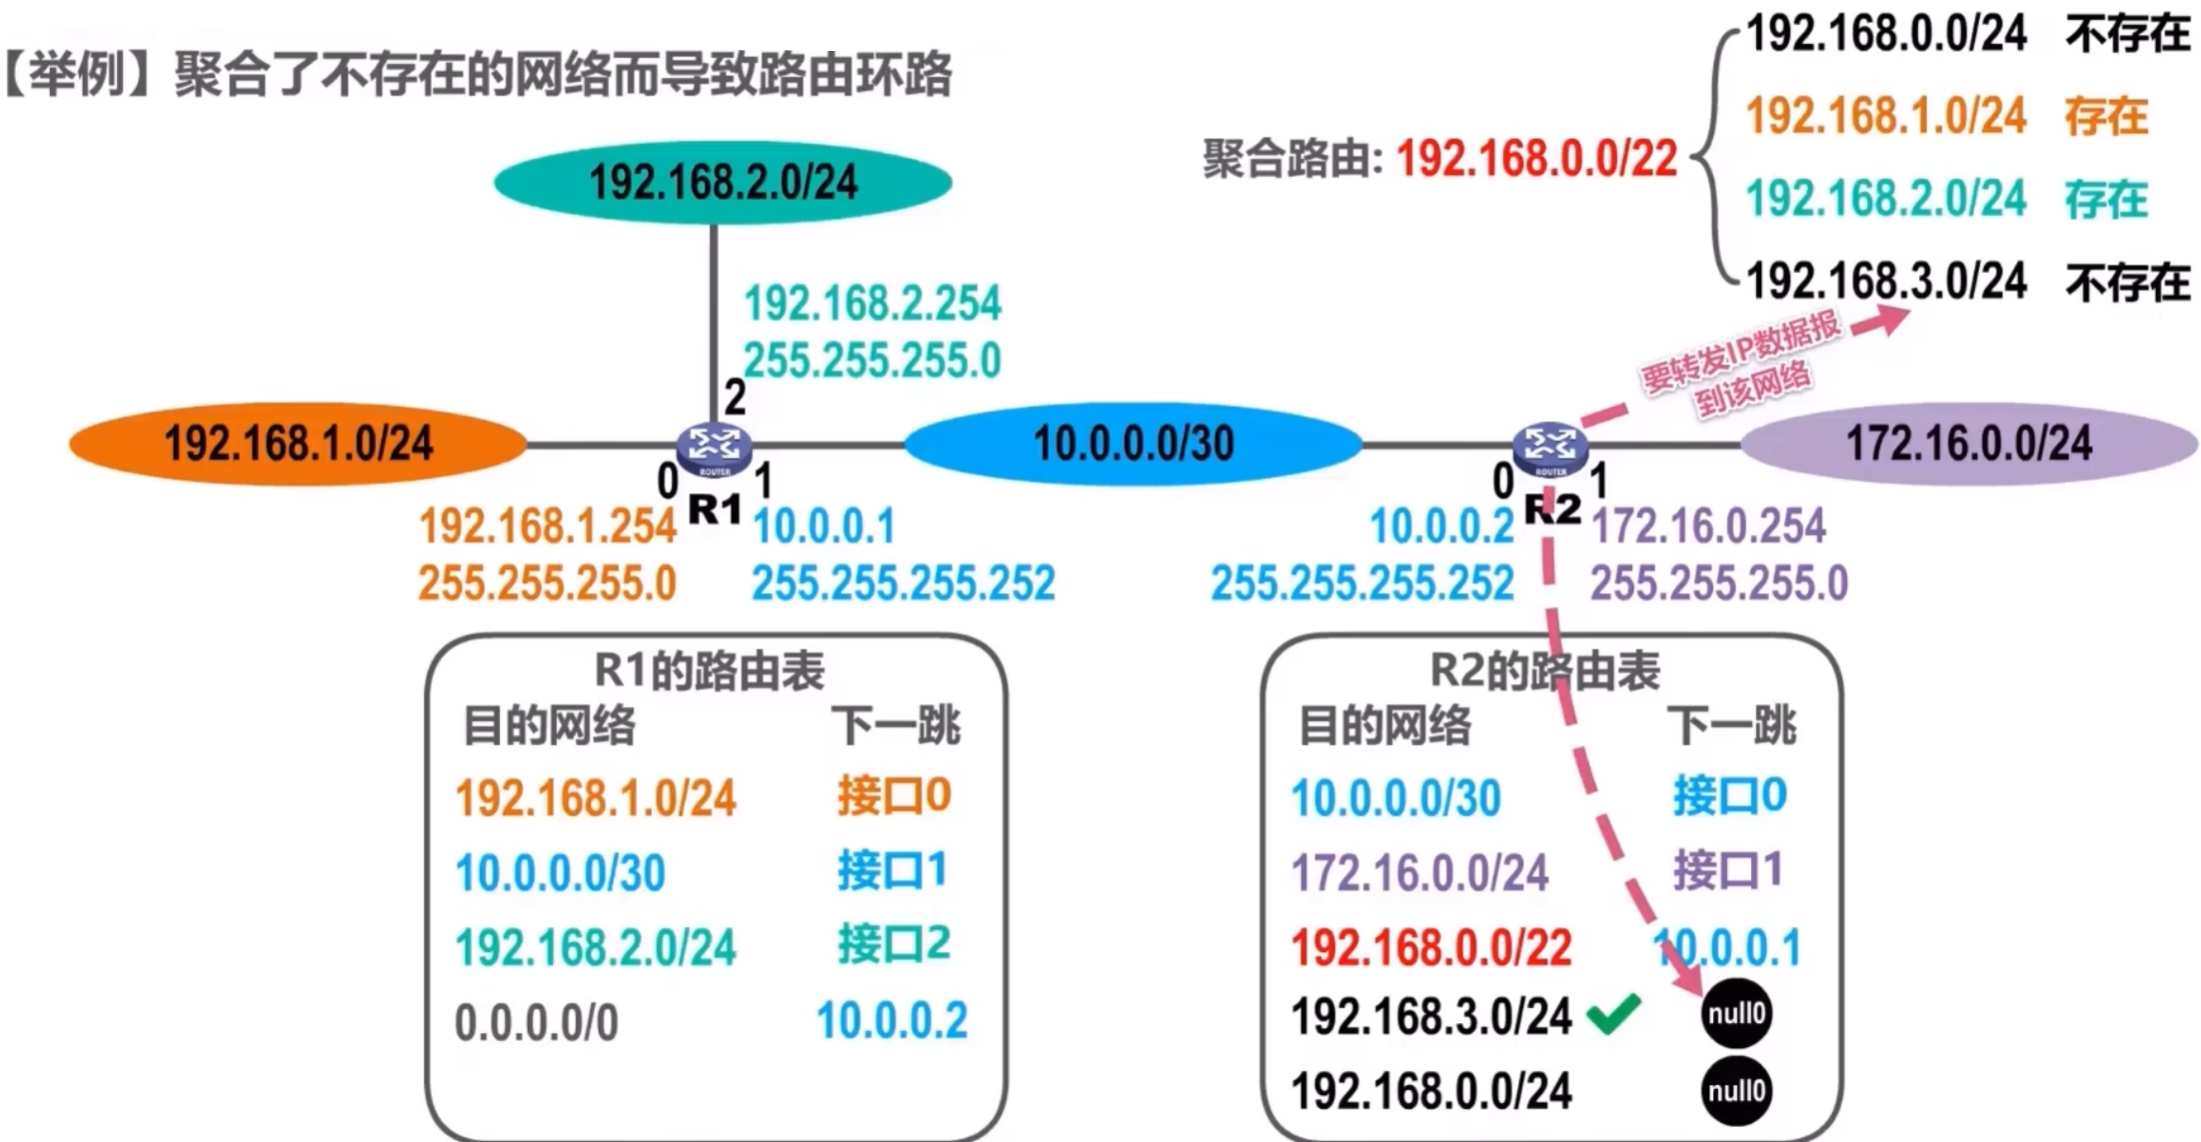 【举例】聚合了不存在的网络而导致路由环路
聚合路由: 192.168.0.0/22
192.168.0.0/24 不存在
192.168.1.0/24 存在
192.168.2.0/24 存在
192.168.3.0/24 不存在
要转发IP数据报
到该网络
192.168.2.0/24
192.168.2.254
255.255.255.0
2
192.168.1.0/24
ROUTER
0
1
R1
192.168.1.254
255.255.255.0
10.0.0.1
255.255.255.252
10.0.0.0/30
ROUTER
0
1
R2
10.0.0.2
255.255.255.252
172.16.0.254
255.255.255.0
172.16.0.0/24
R1的路由表
目的网络 下一跳
192.168.1.0/24 接口0
10.0.0.0/30 接口1
192.168.2.0/24 接口2
0.0.0.0/0 10.0.0.2
R2的路由表
目的网络 下一跳
10.0.0.0/30 接口0
172.16.0.0/24 接口1
192.168.0.0/22 10.0.0.1
192.168.3.0/24 null0
192.168.0.0/24 null0